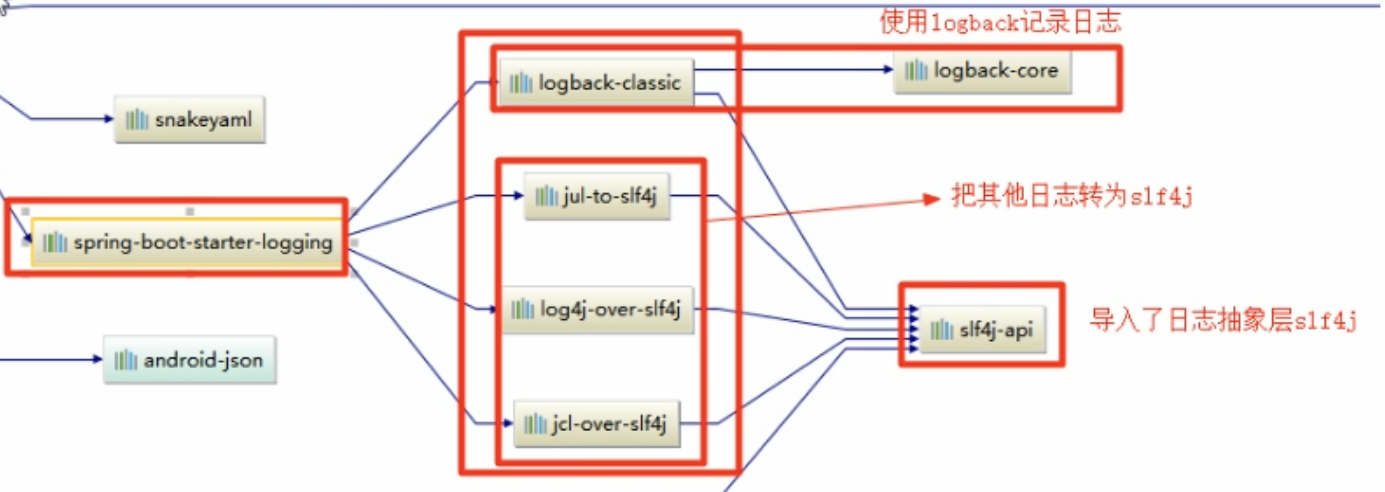 使用logback记录日志
logback-classic
logback-core
snakeyaml
jul-to-slf4j
把其他日志转为slf4j
spring-boot-starter-logging
log4j-over-slf4j
导入了日志抽象层slf4j
slf4j-api
android-json
jcl-over-slf4j